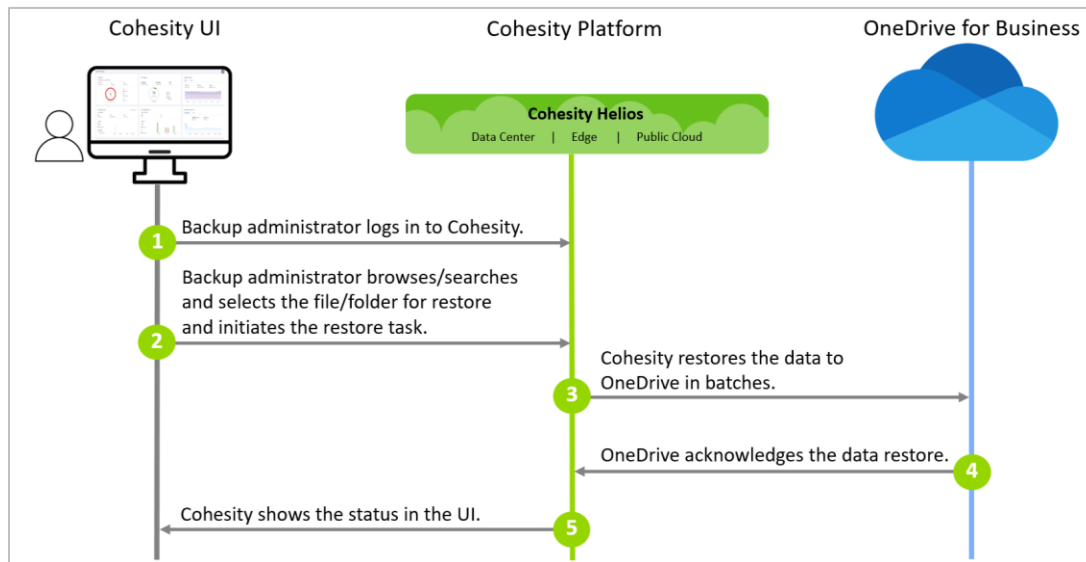 Cohesity UI
Cohesity Platform
OneDrive for Business
Cohesity Helios
Data Center | Edge | Public Cloud
1
Backup administrator logs in to Cohesity.
Backup administrator browses/searches
and selects the file/folder for restore
and initiates the restore task.
2
Cohesity restores the data to
OneDrive in batches.
3
OneDrive acknowledges the data restore.
4
Cohesity shows the status in the UI.
5